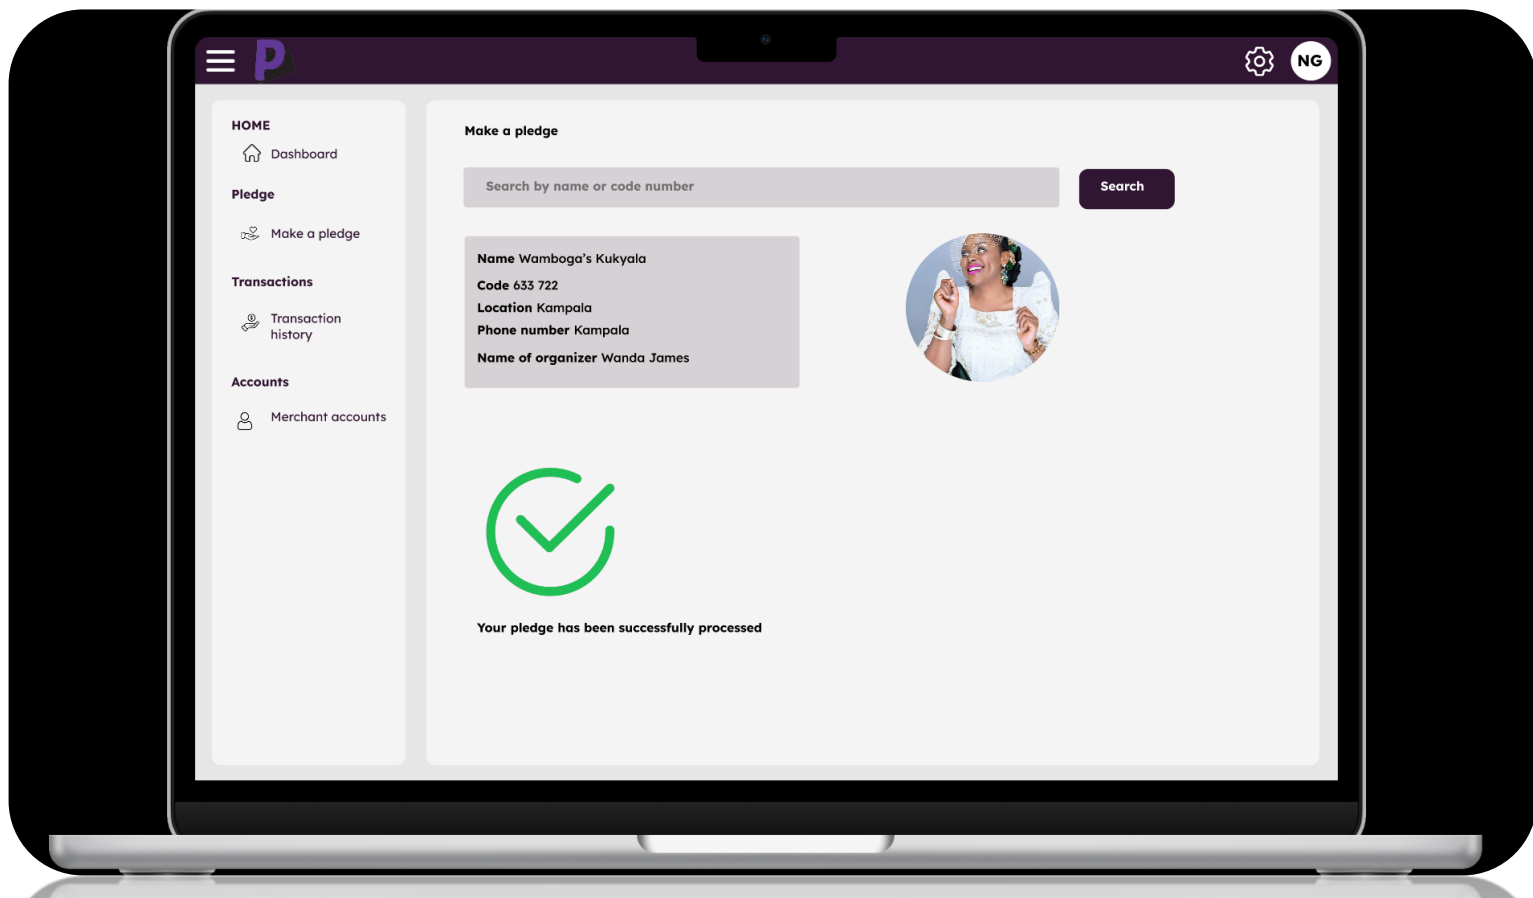 P
NG
HOME
Dashboard
Pledge
Make a pledge
Transactions
Transaction
history
Accounts
Merchant accounts
Make a pledge
Search by name or code number
Search
Name Wamboga’s Kukyala
Code 633 722
Location Kampala
Phone number Kampala
Name of organizer Wanda James
Your pledge has been successfully processed